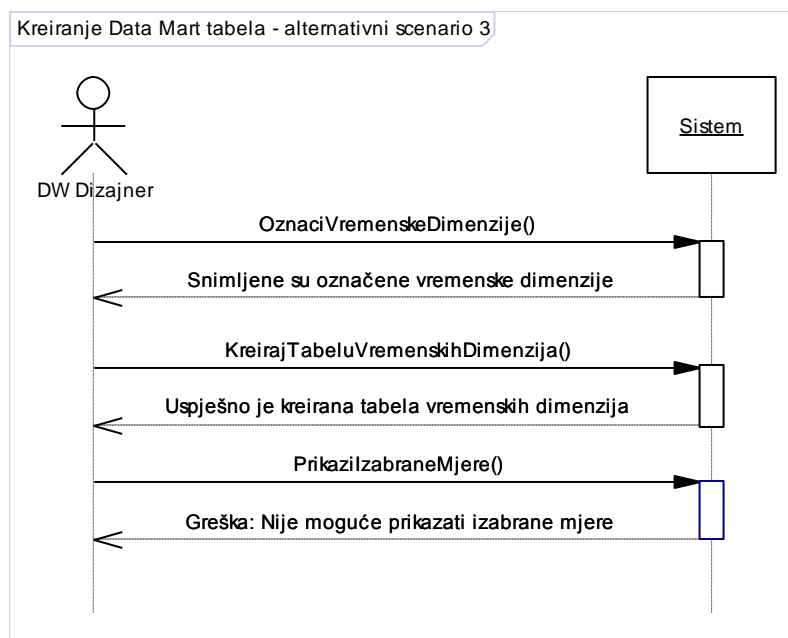 Kreiranje Data Mart tabela - alternativni scenario 3
Sistem
DW Dizajner
OznaciVremenskeDimenzije()
Snimljene su označene vremenske dimenzije
KreirajTabeluVremenskihDimenzija()
Uspješno je kreirana tabela vremenskih dimenzija
PrikaziIzabraneMjere()
Greška: Nije moguće prikazati izabrane mjere